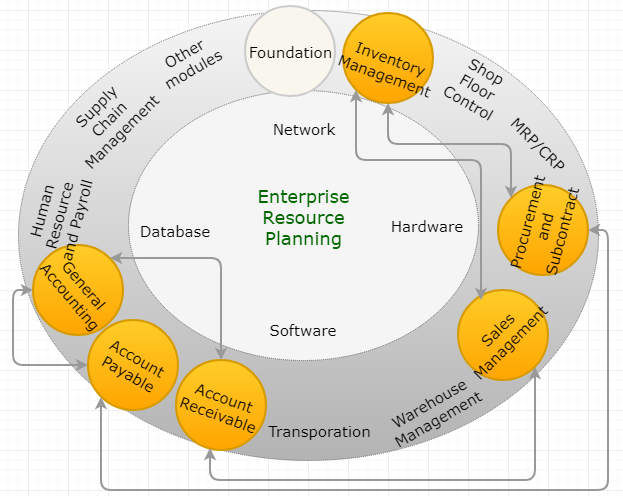 Foundation
Inventory
Management
Other
modules
Shop
Floor
Control
Supply
Chain
Management
MRP/CRP
Network
Human
Resource
and Payroll
Enterprise
Resource
Planning
Procurement
and
Subcontract
Database
Hardware
General
Accounting
Software
Sales
Management
Account
Payable
Account
Receivable
Warehouse
Management
Transporation